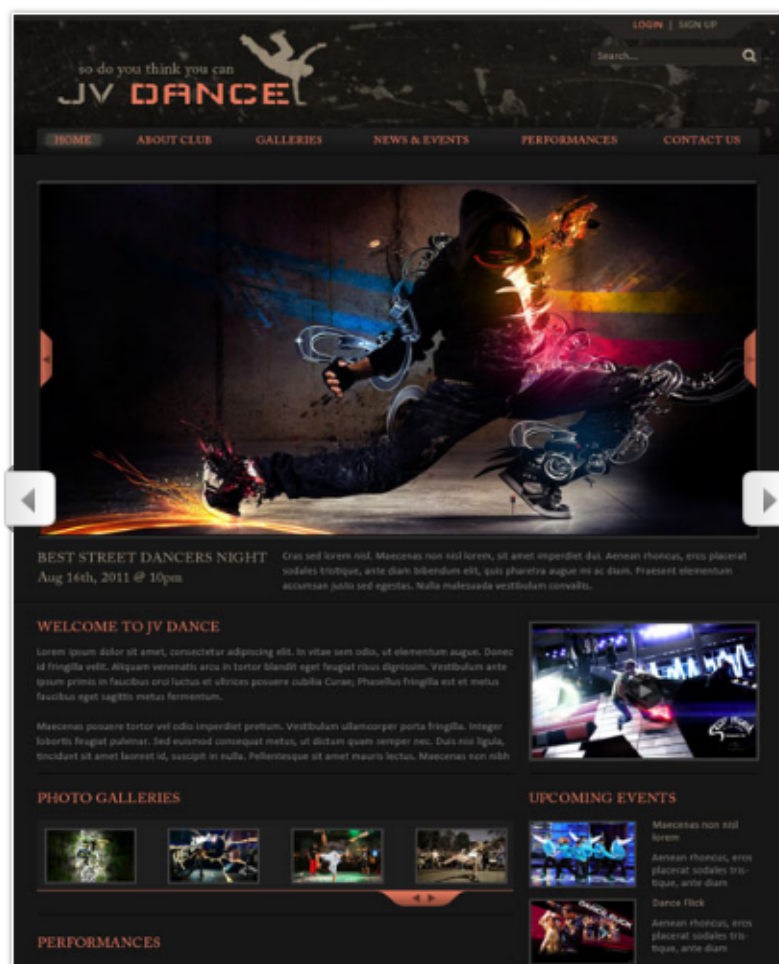 LOGIN | SIGN UP
Search...
so do you think you can
JV DANCE
HOME ABOUT CLUB GALLERIES NEWS & EVENTS PERFORMANCES CONTACT US
BEST STREET DANCERS NIGHT
Aug 16th, 2011 @ 10pm
Cras sed lorem nisl. Maecenas non nisl lorem, sit amet imperdiet dui. Aenean rhoncus, eros placerat
sodales tristique, ante diam bibendum elit, quis pharetra augue mi ac diam. Praesent elementum
accumsan justo sed egestas. Nulla malesuada vestibulum convallis.
WELCOME TO JV DANCE
Lorem ipsum dolor sit amet, consectetur adipiscing elit. In vitae sem odio, ut elementum augue. Donec
id fringilla velit. Aliquam venenatis arcu in tortor blandit eget feugiat risus dignissim. Vestibulum ante
ipsum primis in faucibus orci luctus et ultrices posuere cubilia Curae; Phasellus fringilla est et metus
faucibus eget sagittis metus fermentum.
Maecenas posuere tortor vel odio imperdiet pretium. Vestibulum ullamcorper porta fringilla. Integer
lobortis feugiat pulvinar. Sed euismod consequat metus, ut dictum quam semper nec. Duis nisi ligula,
tincidunt sit amet laoreet id, suscipit in nulla. Pellentesque sit amet mauris lectus. Maecenas non nibh
PHOTO GALLERIES
UPCOMING EVENTS
Maecenas non nisl
lorem
Aenean rhoncus, eros
placerat sodales tris-
tique, ante diam
Dance Flick
Aenean rhoncus, eros
placerat sodales tris-
tique, ante diam
DANCE FLICK
PERFORMANCES